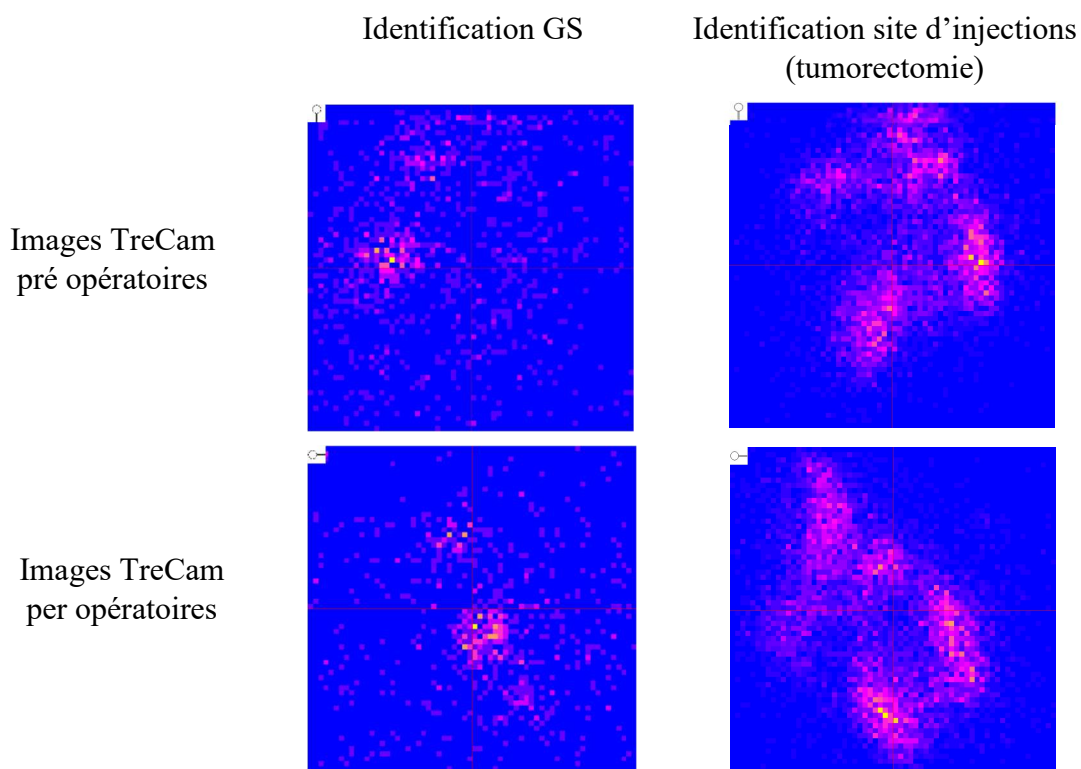 Identification GS
Identification site d’injections
(tumorectomie)
Images TreCam
pré opératoires
Images TreCam
per opératoires